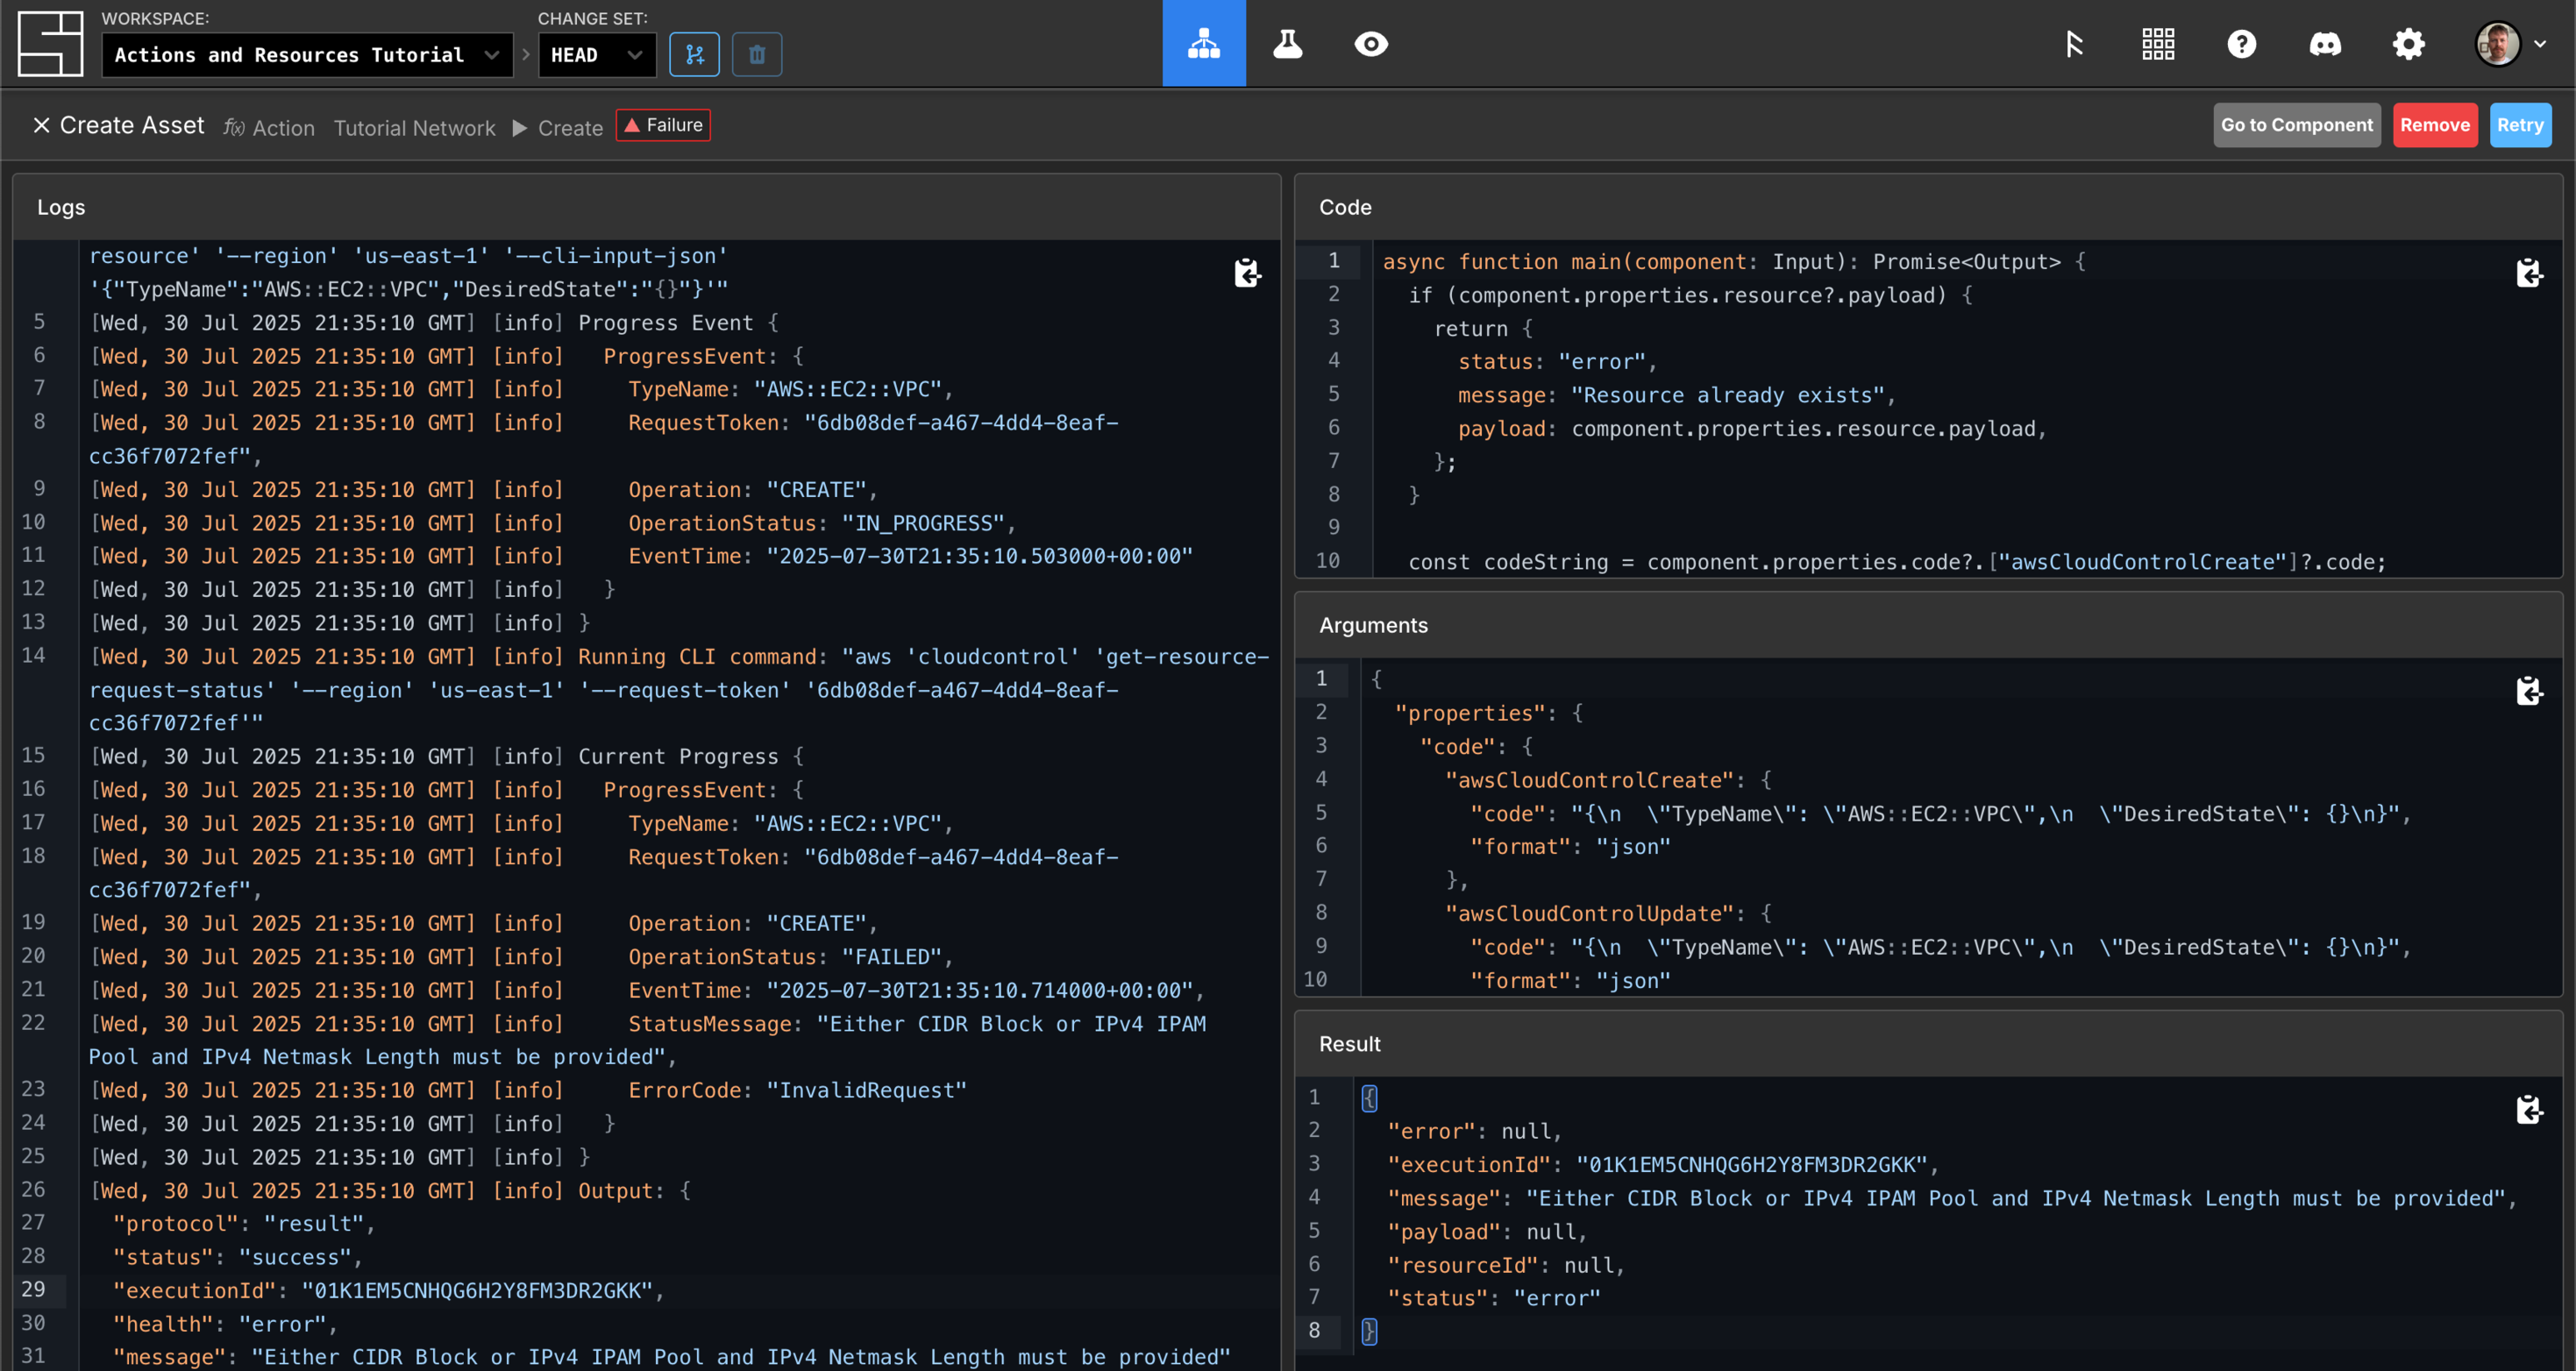 WORKSPACE:
Actions and Resources Tutorial
CHANGE SET:
HEAD
Create Asset
f(x) Action
Tutorial Network
Create
Failure
Go to Component
Remove
Retry
Logs
resource' '--region' 'us-east-1' '--cli-input-json'
'{"TypeName":"AWS::EC2::VPC","DesiredState":"{}"}'"
5 [Wed, 30 Jul 2025 21:35:10 GMT] [info] Progress Event {
6 [Wed, 30 Jul 2025 21:35:10 GMT] [info]   ProgressEvent: {
7 [Wed, 30 Jul 2025 21:35:10 GMT] [info]     TypeName: "AWS::EC2::VPC",
8 [Wed, 30 Jul 2025 21:35:10 GMT] [info]     RequestToken: "6db08def-a467-4dd4-8eaf-
cc36f7072fef",
9 [Wed, 30 Jul 2025 21:35:10 GMT] [info]     Operation: "CREATE",
10 [Wed, 30 Jul 2025 21:35:10 GMT] [info]     OperationStatus: "IN_PROGRESS",
11 [Wed, 30 Jul 2025 21:35:10 GMT] [info]     EventTime: "2025-07-30T21:35:10.503000+00:00"
12 [Wed, 30 Jul 2025 21:35:10 GMT] [info]   }
13 [Wed, 30 Jul 2025 21:35:10 GMT] [info] }
14 [Wed, 30 Jul 2025 21:35:10 GMT] [info] Running CLI command: "aws 'cloudcontrol' 'get-resource-
request-status' '--region' 'us-east-1' '--request-token' '6db08def-a467-4dd4-8eaf-
cc36f7072fef'"
15 [Wed, 30 Jul 2025 21:35:10 GMT] [info] Current Progress {
16 [Wed, 30 Jul 2025 21:35:10 GMT] [info]   ProgressEvent: {
17 [Wed, 30 Jul 2025 21:35:10 GMT] [info]     TypeName: "AWS::EC2::VPC",
18 [Wed, 30 Jul 2025 21:35:10 GMT] [info]     RequestToken: "6db08def-a467-4dd4-8eaf-
cc36f7072fef",
19 [Wed, 30 Jul 2025 21:35:10 GMT] [info]     Operation: "CREATE",
20 [Wed, 30 Jul 2025 21:35:10 GMT] [info]     OperationStatus: "FAILED",
21 [Wed, 30 Jul 2025 21:35:10 GMT] [info]     EventTime: "2025-07-30T21:35:10.714000+00:00",
22 [Wed, 30 Jul 2025 21:35:10 GMT] [info]     StatusMessage: "Either CIDR Block or IPv4 IPAM
Pool and IPv4 Netmask Length must be provided",
23 [Wed, 30 Jul 2025 21:35:10 GMT] [info]     ErrorCode: "InvalidRequest"
24 [Wed, 30 Jul 2025 21:35:10 GMT] [info]   }
25 [Wed, 30 Jul 2025 21:35:10 GMT] [info] }
26 [Wed, 30 Jul 2025 21:35:10 GMT] [info] Output: {
27   "protocol": "result",
28   "status": "success",
29   "executionId": "01K1EM5CNHQG6H2Y8FM3DR2GKK",
30   "health": "error",
31   "message": "Either CIDR Block or IPv4 IPAM Pool and IPv4 Netmask Length must be provided"
Code
1 async function main(component: Input): Promise<Output> {
2   if (component.properties.resource?.payload) {
3     return {
4       status: "error",
5       message: "Resource already exists",
6       payload: component.properties.resource.payload,
7     };
8   }
9
10   const codeString = component.properties.code?.["awsCloudControlCreate"]?.code;
Arguments
1 {
2   "properties": {
3     "code": {
4       "awsCloudControlCreate": {
5         "code": "{\n  \"TypeName\": \"AWS::EC2::VPC\",\n  \"DesiredState\": {}\n}",
6         "format": "json"
7       },
8       "awsCloudControlUpdate": {
9         "code": "{\n  \"TypeName\": \"AWS::EC2::VPC\",\n  \"DesiredState\": {}\n}",
10         "format": "json"
Result
1 {
2   "error": null,
3   "executionId": "01K1EM5CNHQG6H2Y8FM3DR2GKK",
4   "message": "Either CIDR Block or IPv4 IPAM Pool and IPv4 Netmask Length must be provided",
5   "payload": null,
6   "resourceId": null,
7   "status": "error"
8 }